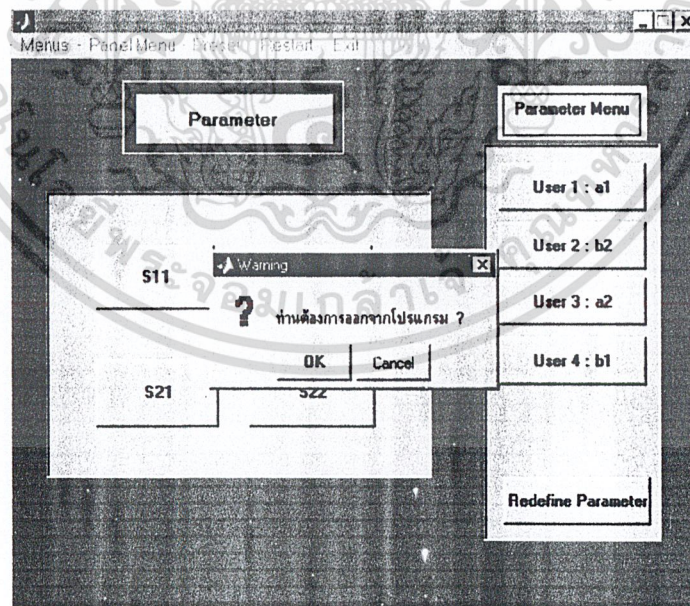 - Menus - Panel Menu Preset Restart Exit
Parameter
Parameter Menu
User 1 : a1
User 2 : b2
User 3 : a2
User 4 : b1
Redefine Parameter
S11
S21
S22
Warning
ท่านต้องการออกจากโปรแกรม ?
OK
Cancel